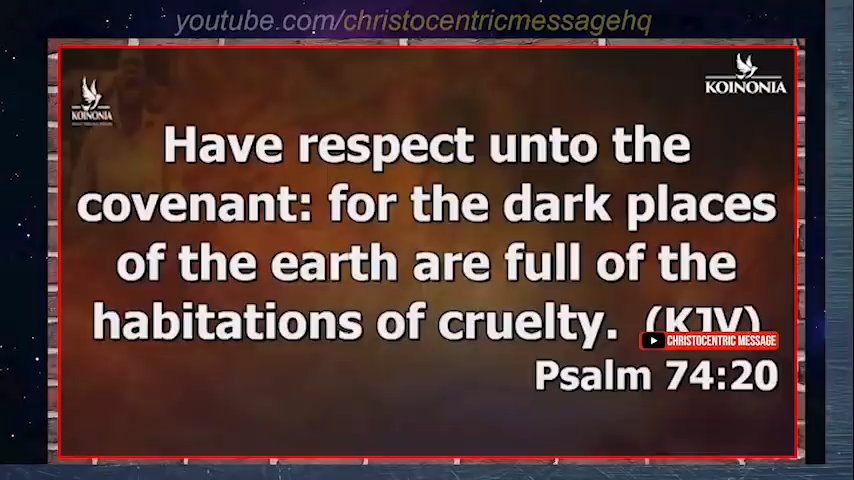 youtube.com/christocentricmessagehq
KOINONIA
KOINONIA
Have respect unto the
covenant: for the dark places
of the earth are full of the
habitations of cruelty. (KJV)
CHRISTOCENTRIC MESSAGE
Psalm 74:20